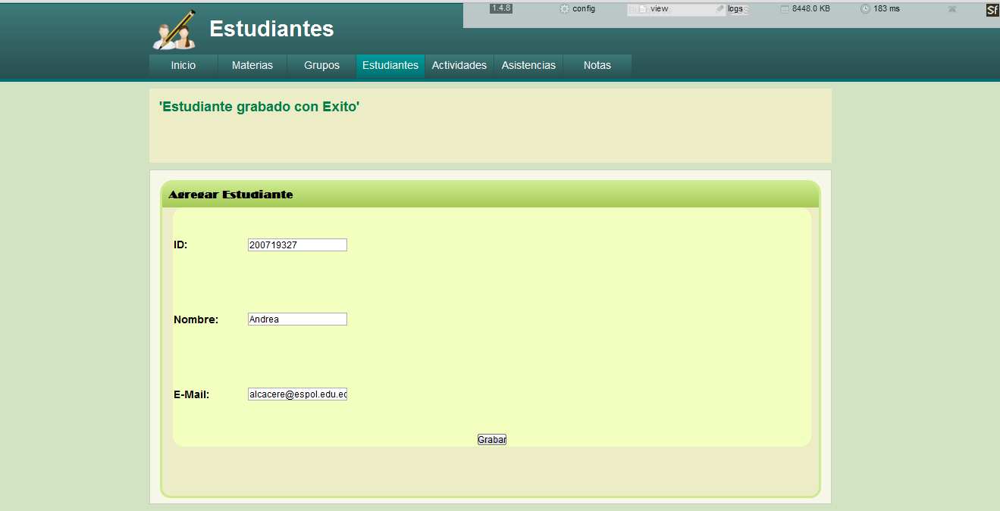 1.4.8 config view logs 8448.0 KB 183 ms Sf
Estudiantes
Inicio Materias Grupos Estudiantes Actividades Asistencias Notas
'Estudiante grabado con Exito'
Agregar Estudiante
ID: 200719327
Nombre: Andrea
E-Mail: alcacere@espol.edu.ec
Grabar